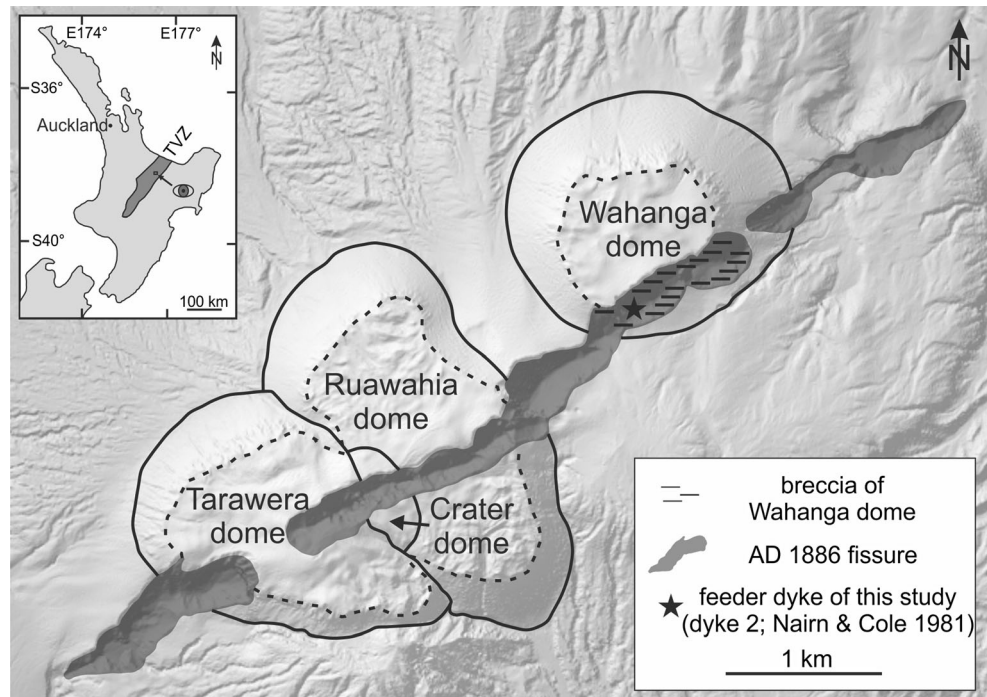 E174° E177°
N
S36°
Auckland
TVZ
S40°
100 km
N
Wahanga
dome
Ruawahia
dome
Tarawera
dome
Crater
dome
breccia of
Wahanga dome
AD 1886 fissure
feeder dyke of this study
(dyke 2; Nairn & Cole 1981)
1 km